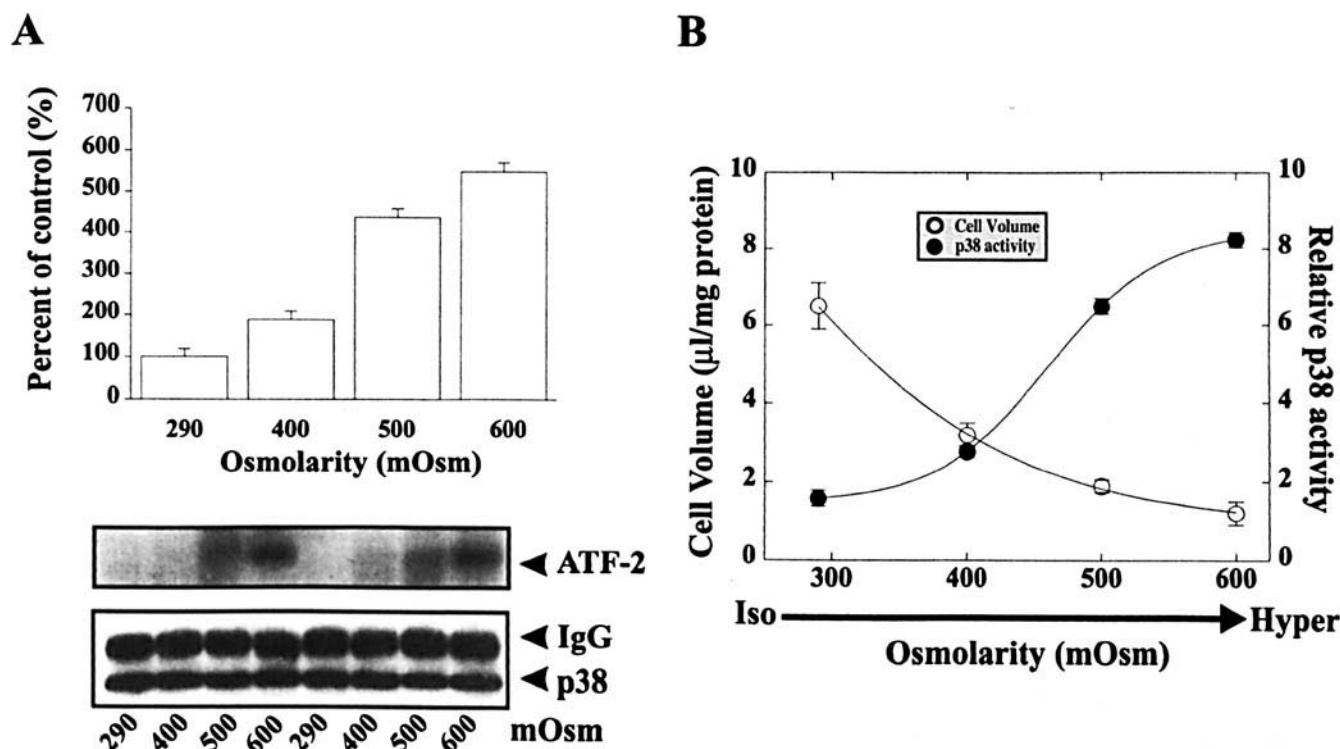 A
Percent of control (%)
700
600
500
400
300
200
100
0
290 400 500 600
Osmolarity (mOsm)
ATF-2
IgG
p38
290 400 500 600 290 400 500 600 mOsm
B
Cell Volume (µl/mg protein)
10
8
6
4
2
0
Cell Volume
p38 activity
10
8
6
4
2
0
Relative p38 activity
300 400 500 600
Iso Hyper
Osmolarity (mOsm)